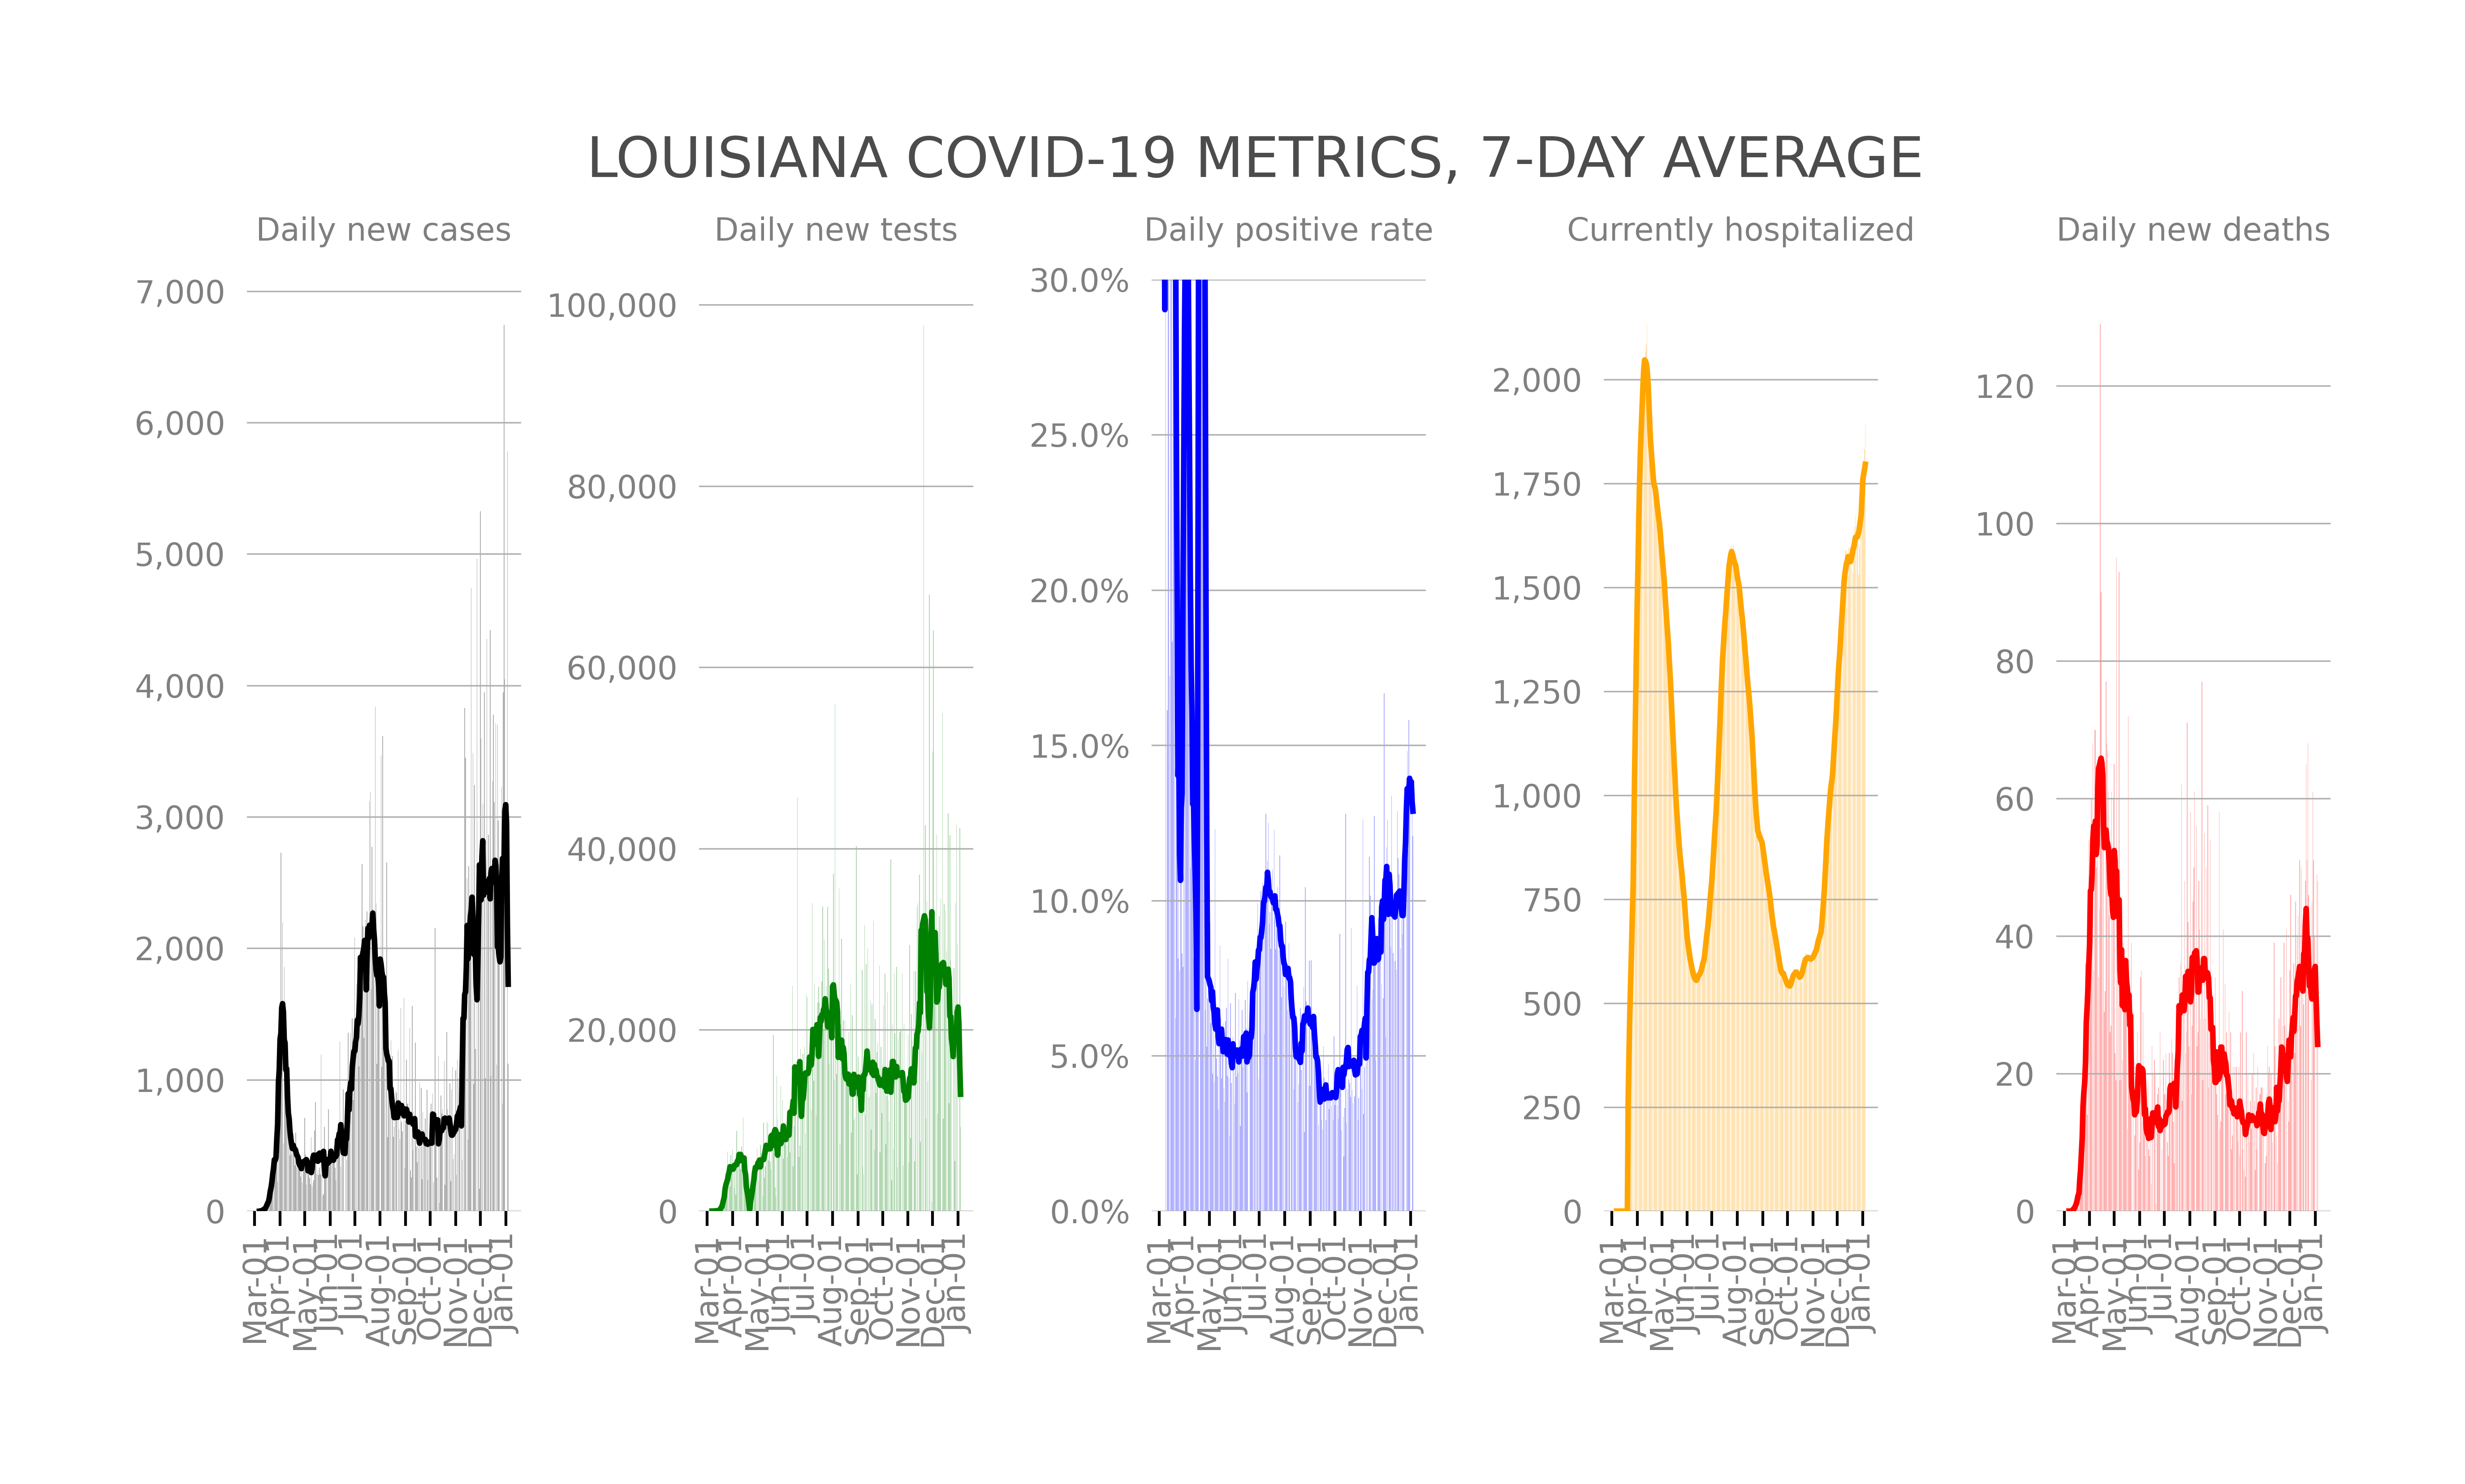 LOUISIANA COVID-19 METRICS, 7-DAY AVERAGE
Daily new cases
7,000
6,000
5,000
4,000
3,000
2,000
1,000
0
Mar-01
Apr-01
May-01
Jun-01
Jul-01
Aug-01
Sep-01
Oct-01
Nov-01
Dec-01
Jan-01
Daily new tests
100,000
80,000
60,000
40,000
20,000
0
Mar-01
Apr-01
May-01
Jun-01
Jul-01
Aug-01
Sep-01
Oct-01
Nov-01
Dec-01
Jan-01
Daily positive rate
30.0%
25.0%
20.0%
15.0%
10.0%
5.0%
0.0%
Mar-01
Apr-01
May-01
Jun-01
Jul-01
Aug-01
Sep-01
Oct-01
Nov-01
Dec-01
Jan-01
Currently hospitalized
2,000
1,750
1,500
1,250
1,000
750
500
250
0
Mar-01
Apr-01
May-01
Jun-01
Jul-01
Aug-01
Sep-01
Oct-01
Nov-01
Dec-01
Jan-01
Daily new deaths
120
100
80
60
40
20
0
Mar-01
Apr-01
May-01
Jun-01
Jul-01
Aug-01
Sep-01
Oct-01
Nov-01
Dec-01
Jan-01